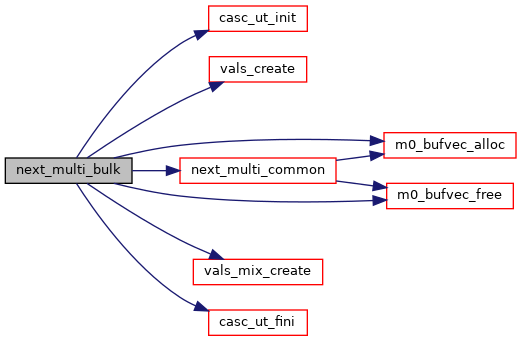 casc_ut_init
vals_create
m0_bufvec_alloc
next_multi_bulk
next_multi_common
m0_bufvec_free
vals_mix_create
casc_ut_fini